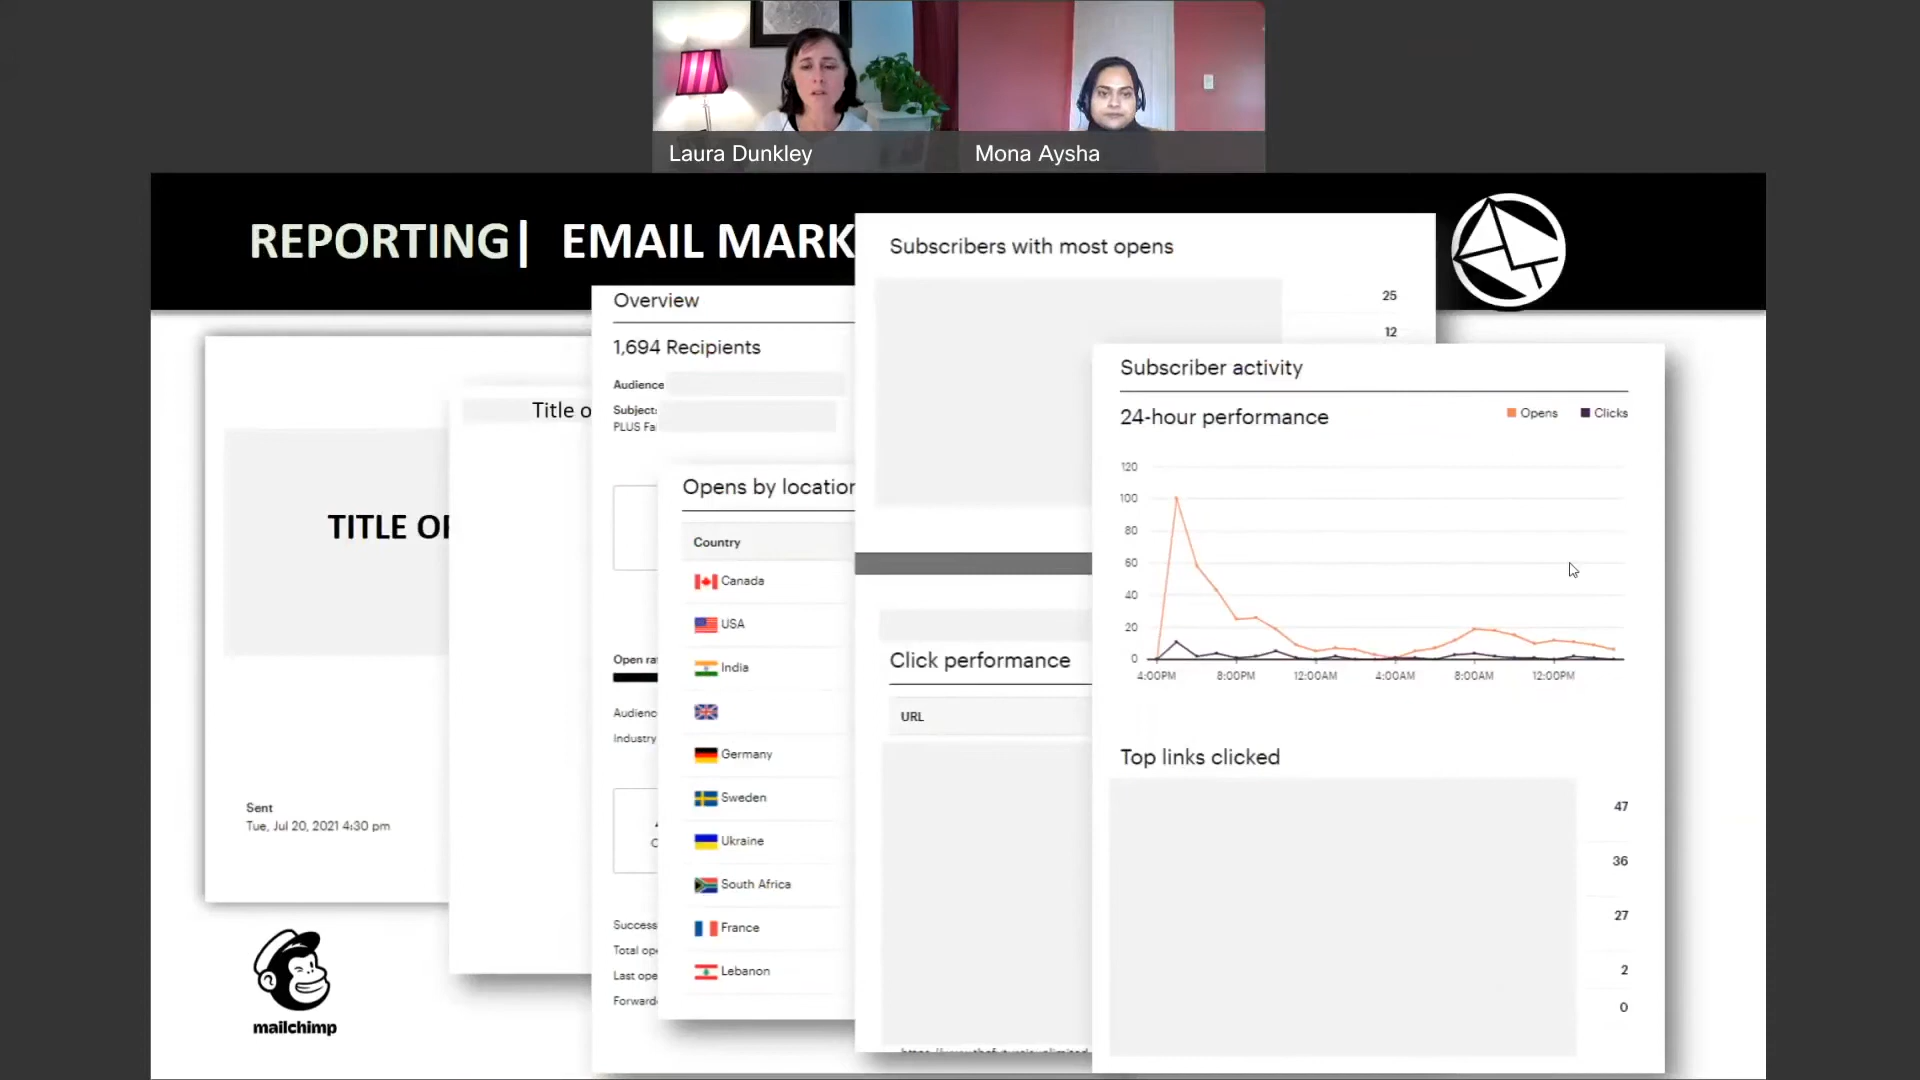 Laura Dunkley
Mona Aysha
REPORTING| EMAIL MARK
Title o
TITLE OF
Sent
Tue, Jul 20, 2021 4:30 pm
mailchimp
Overview
1,694 Recipients
Audience
Subject:
PLUS Fa
Open ra
Audienc
Industry
Success
Total ope
Last ope
Forward
Opens by location
Country
Canada
USA
India
Germany
Sweden
Ukraine
South Africa
France
Lebanon
Subscribers with most opens
25
12
Click performance
URL
Subscriber activity
24-hour performance
Opens Clicks
120
100
80
60
40
20
0
4:00PM 8:00PM 12:00AM 4:00AM 8:00AM 12:00PM
Top links clicked
47
36
27
2
0